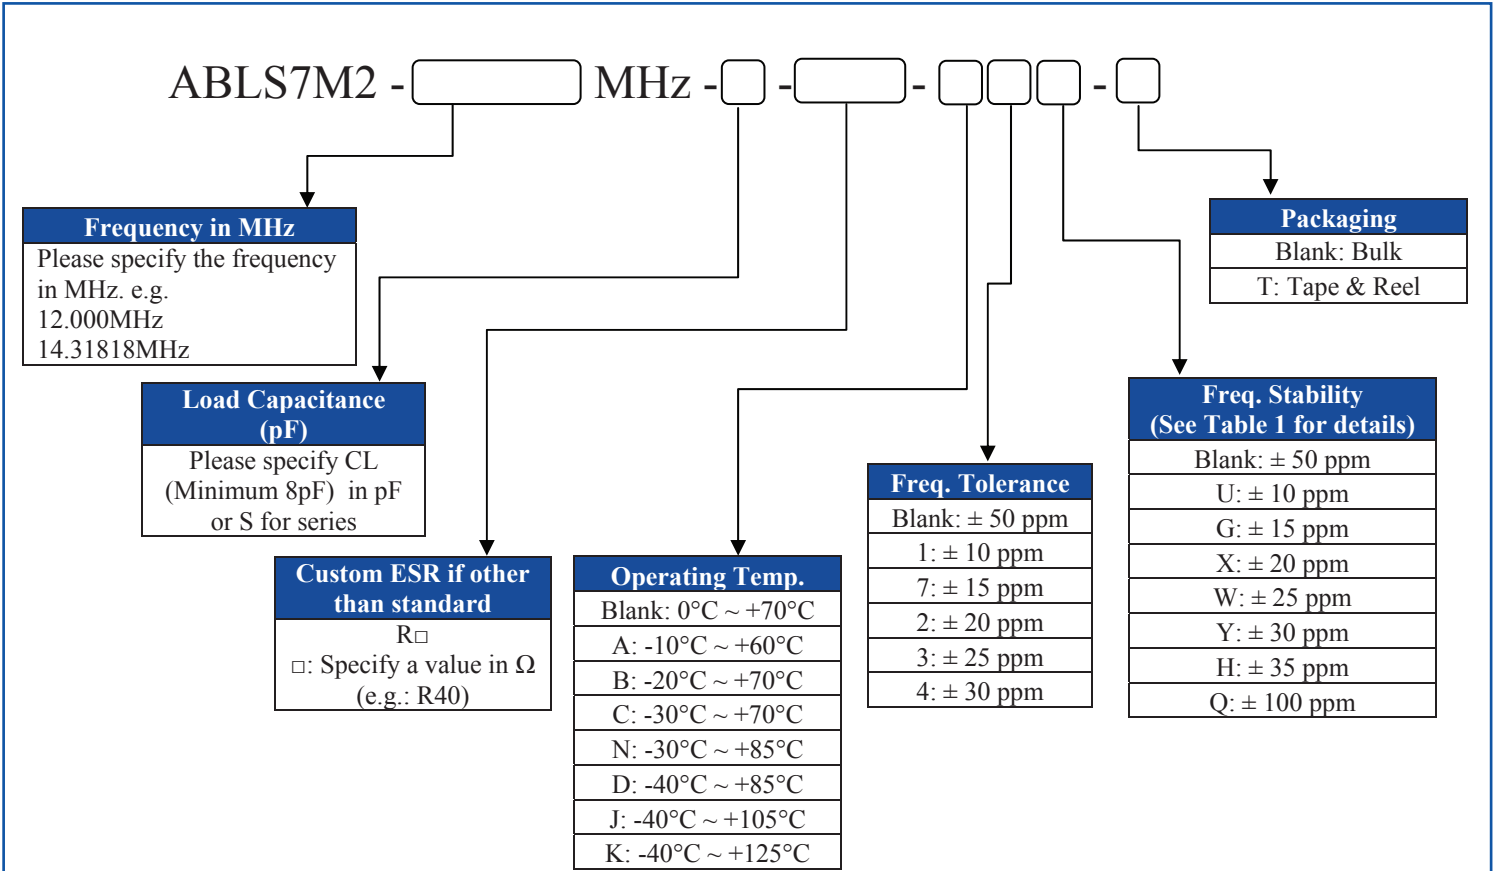 ABLS7M2 - MHz - - - -
Frequency in MHz
Please specify the frequency
in MHz. e.g.
12.000MHz
14.31818MHz
Load Capacitance
(pF)
Please specify CL
(Minimum 8pF) in pF
or S for series
Custom ESR if other
than standard
R□
□: Specify a value in Ω
(e.g.: R40)
Operating Temp.
Blank: 0°C ~ +70°C
A: -10°C ~ +60°C
B: -20°C ~ +70°C
C: -30°C ~ +70°C
N: -30°C ~ +85°C
D: -40°C ~ +85°C
J: -40°C ~ +105°C
K: -40°C ~ +125°C
Freq. Tolerance
Blank: ± 50 ppm
1: ± 10 ppm
7: ± 15 ppm
2: ± 20 ppm
3: ± 25 ppm
4: ± 30 ppm
Freq. Stability
(See Table 1 for details)
Blank: ± 50 ppm
U: ± 10 ppm
G: ± 15 ppm
X: ± 20 ppm
W: ± 25 ppm
Y: ± 30 ppm
H: ± 35 ppm
Q: ± 100 ppm
Packaging
Blank: Bulk
T: Tape & Reel